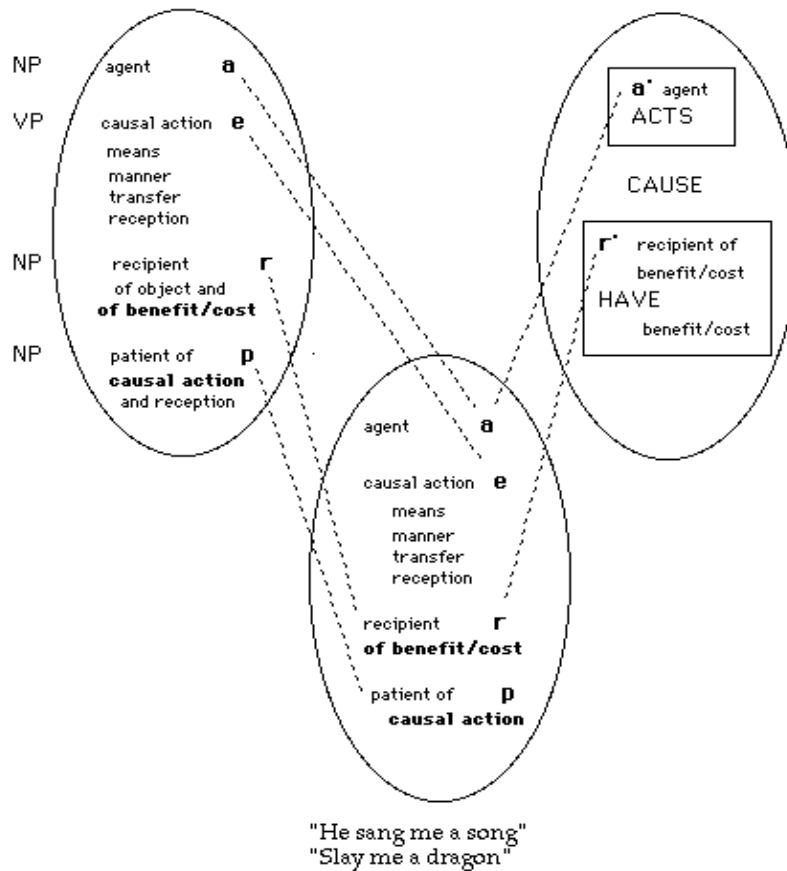 NP agent a
VP causal action e
means
manner
transfer
reception
NP recipient r
of object and
of benefit/cost
NP patient of p
causal action
and reception
a' agent
ACTS
CAUSE
r' recipient of
benefit/cost
HAVE
benefit/cost
agent a
causal action e
means
manner
transfer
reception
recipient r
of benefit/cost
patient of p
causal action
"He sang me a song"
"Slay me a dragon"